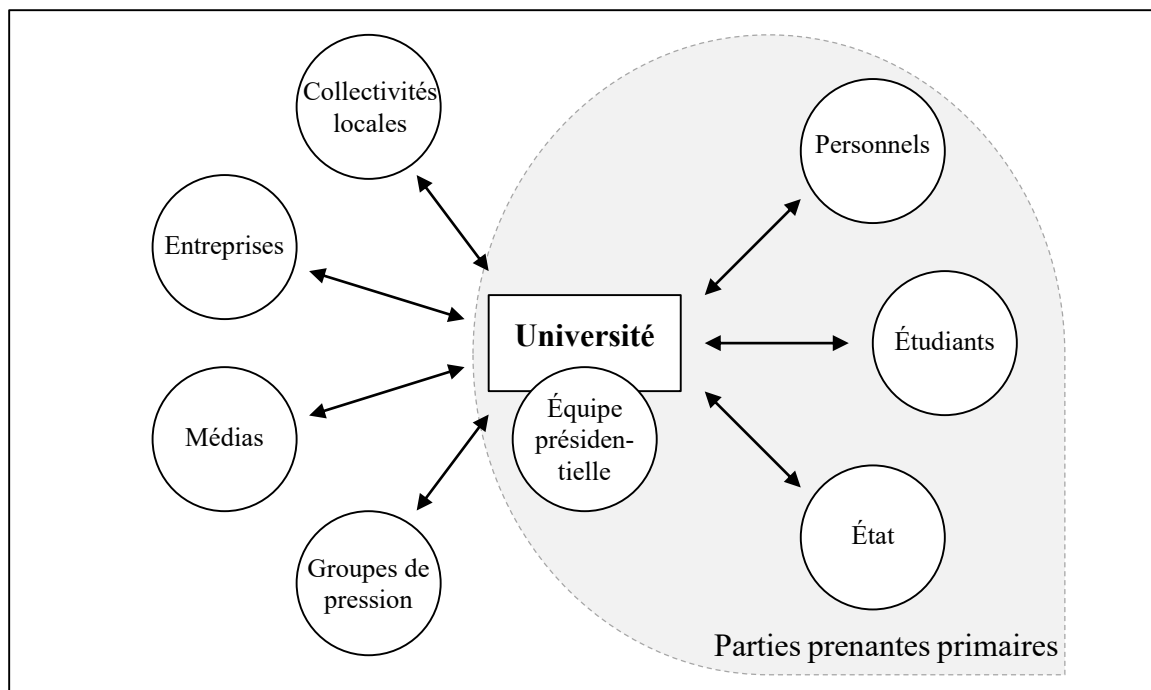 Collectivités
locales
Entreprises
Médias
Groupes de
pression
Université
Équipe
présiden-
tielle
Personnels
Étudiants
État
Parties prenantes primaires